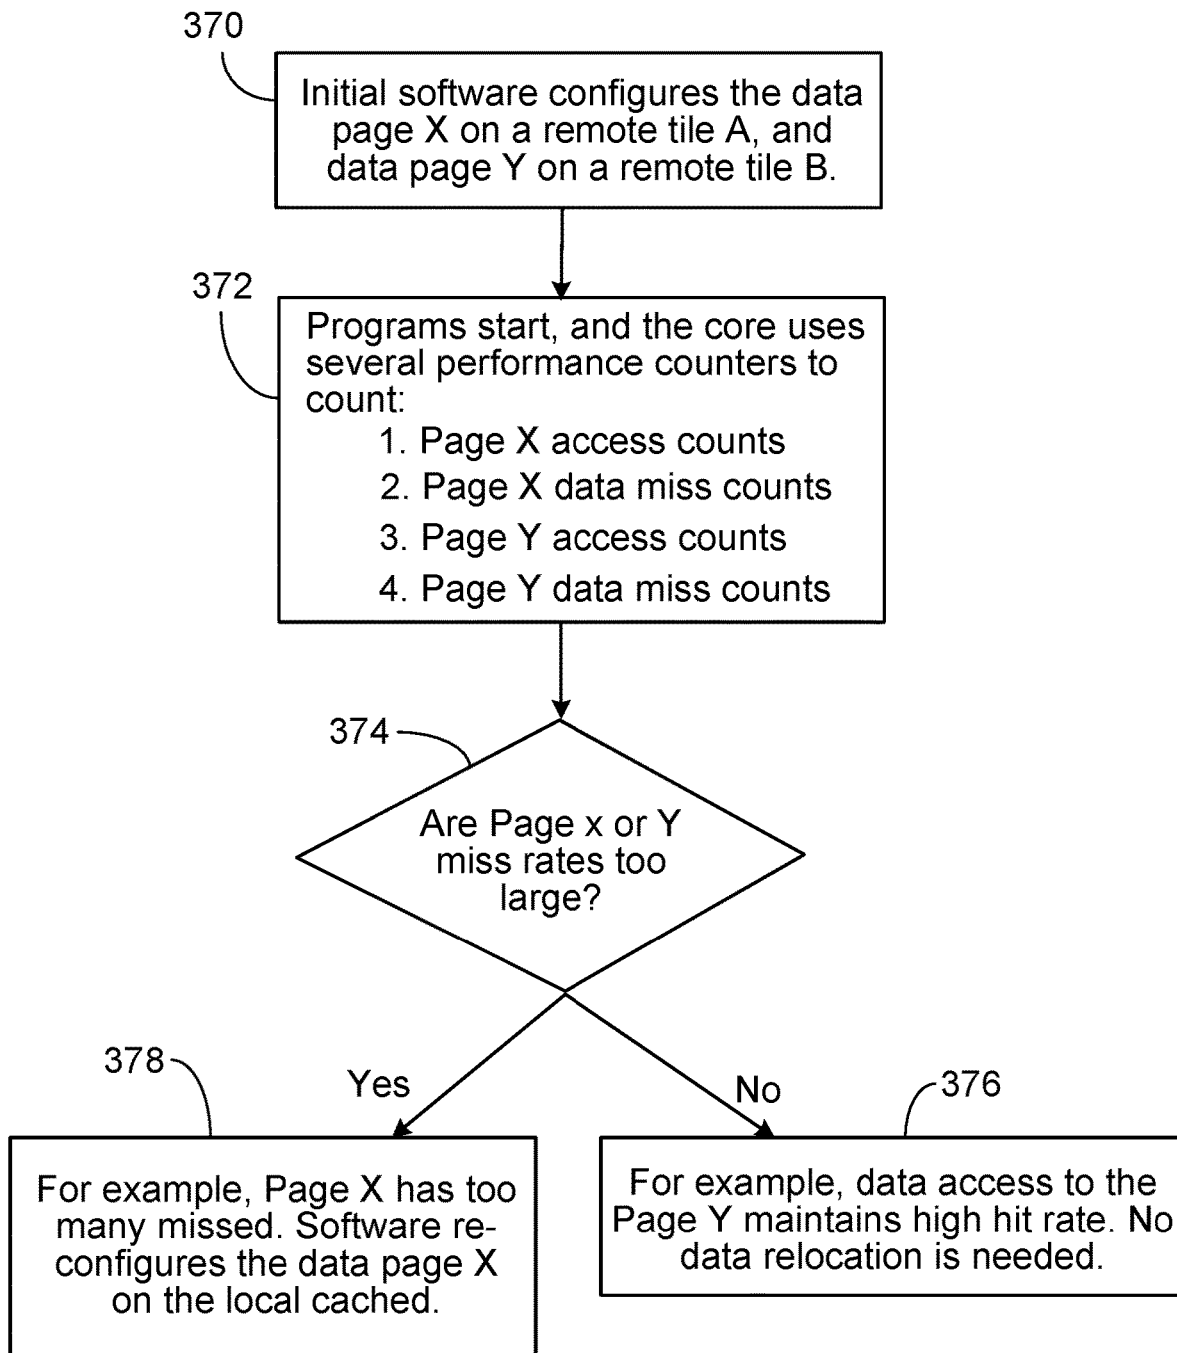 370
Initial software configures the data
page X on a remote tile A, and
data page Y on a remote tile B.
372
Programs start, and the core uses
several performance counters to
count:
1. Page X access counts
2. Page X data miss counts
3. Page Y access counts
4. Page Y data miss counts
374
Are Page x or Y
miss rates too
large?
378
Yes
No
376
For example, Page X has too
many missed. Software re-
configures the data page X
on the local cached.
For example, data access to the
Page Y maintains high hit rate. No
data relocation is needed.